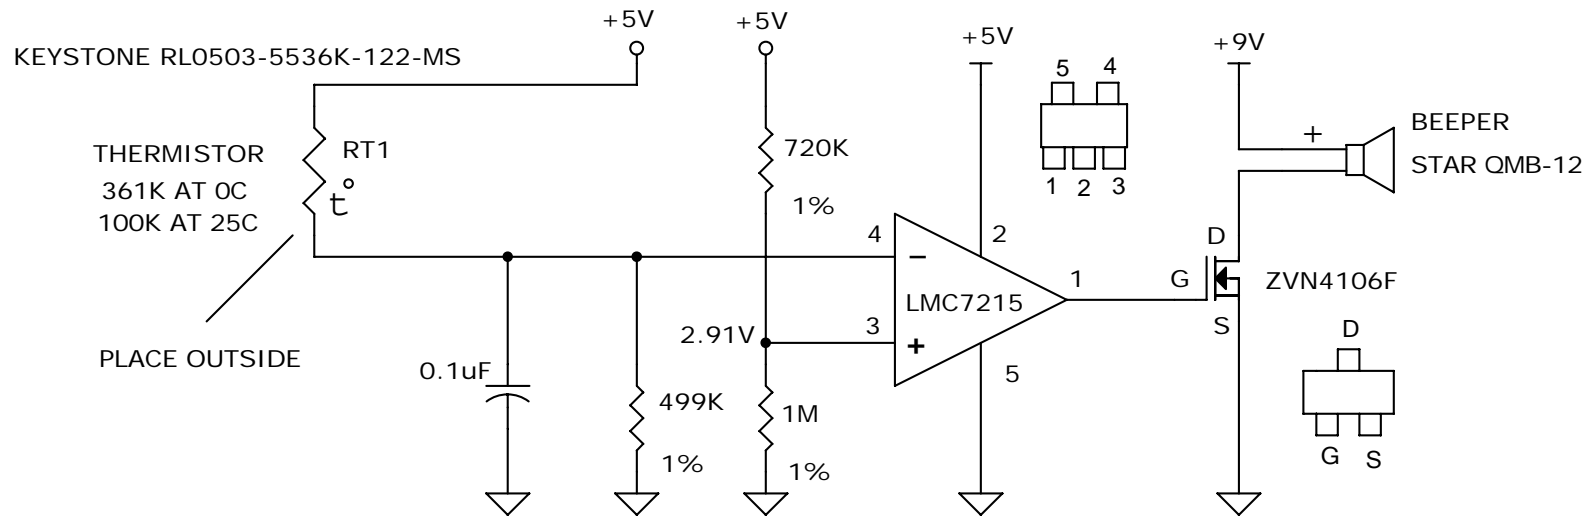 +5V
+5V
+5V
+9V
KEYSTONE RL0503-5536K-122-MS
5 4
1 2 3
BEEPER
STAR QMB-12
+
THERMISTOR
361K AT 0C
100K AT 25C
RT1
t°
720K
1%
PLACE OUTSIDE
4
−
2
LMC7215
1
3
+
5
2.91V
0.1uF
499K
1%
1M
1%
D
G
S
ZVN4106F
D
G S